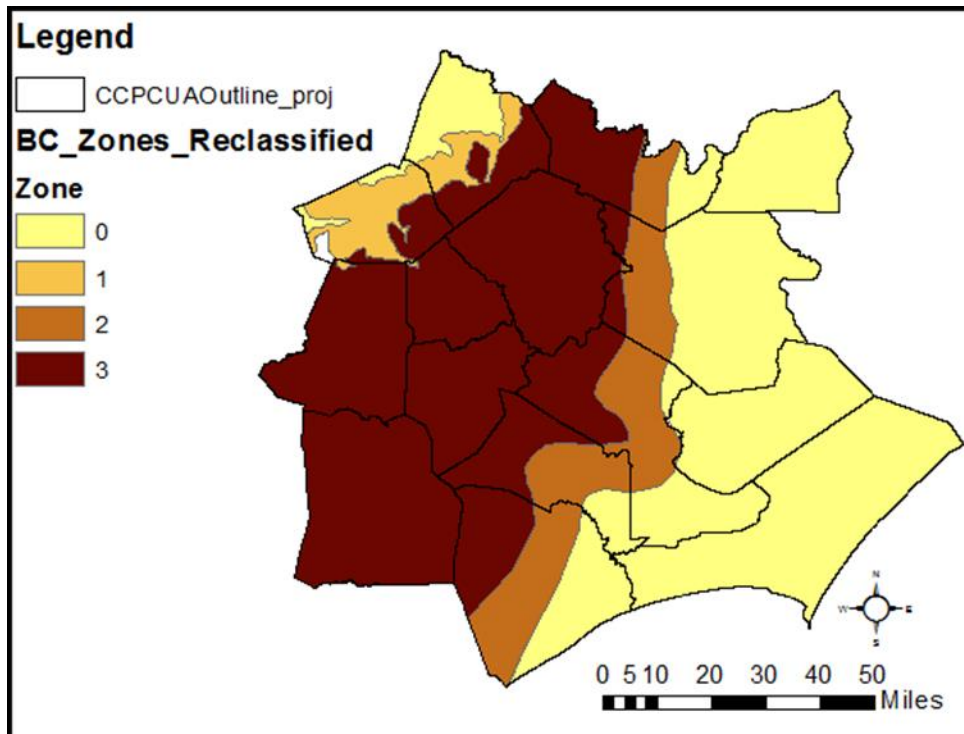 Legend
CCPCUAOutline_proj
BC_Zones_Reclassified
Zone
0
1
2
3
N
W E
S
0 5 10 20 30 40 50
Miles